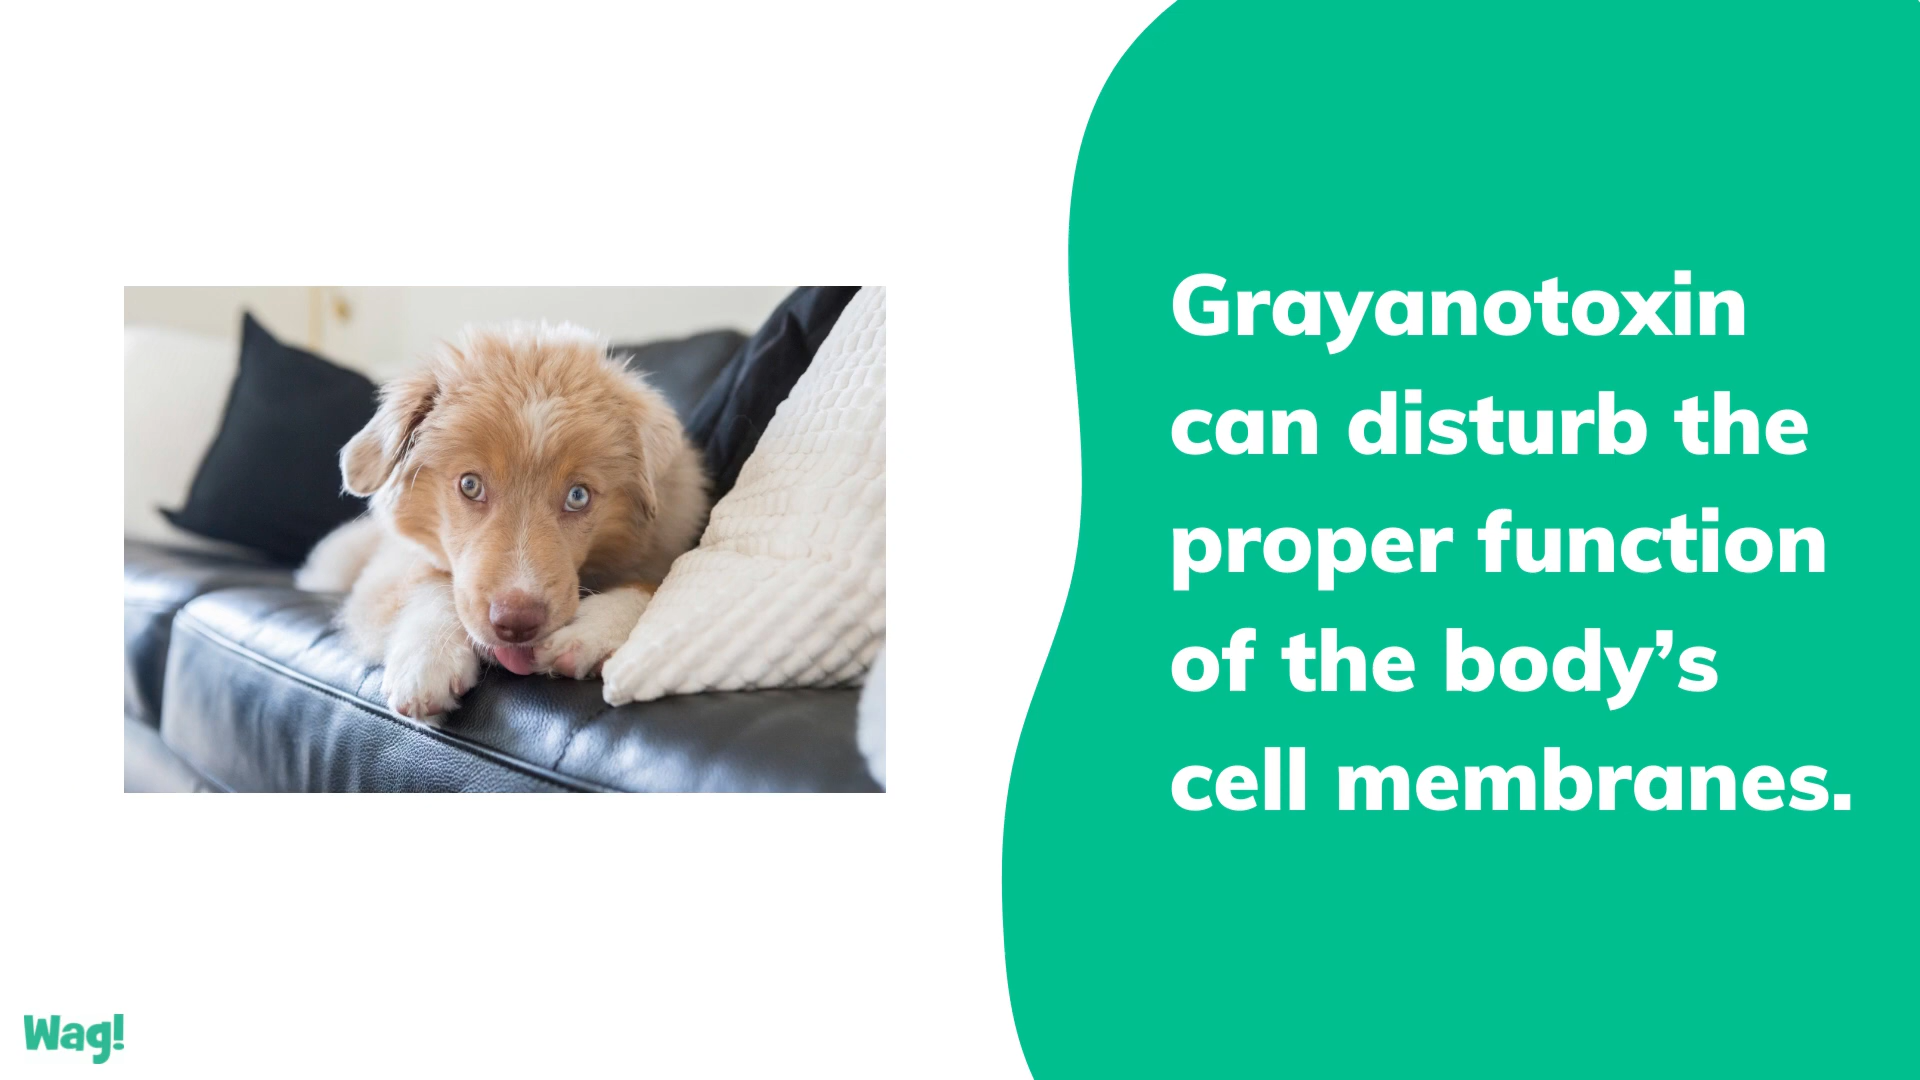 Grayanotoxin
can disturb the
proper function
of the body’s
cell membranes.
Wag!